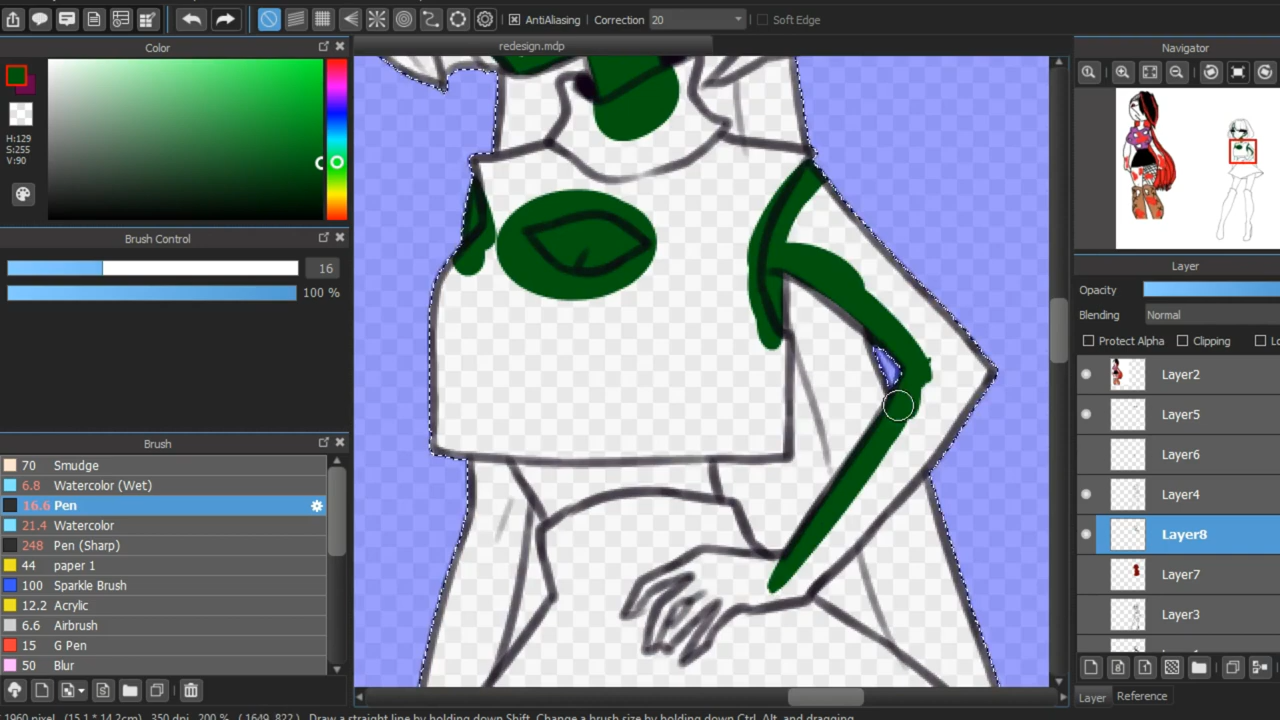 AntiAliasing Correction 20 Soft Edge
Color
redesign.mdp
Navigator
H:129
S:255
V:90
Brush Control
16
100 %
Layer
Opacity
Blending Normal
Protect Alpha Clipping
Layer2
Layer5
Layer6
Layer4
Layer8
Layer7
Layer3
Brush
70 Smudge
6.8 Watercolor (Wet)
16.6 Pen
21.4 Watercolor
248 Pen (Sharp)
44 paper 1
100 Sparkle Brush
12.2 Acrylic
6.6 Airbrush
15 G Pen
50 Blur
Layer Reference
1960 pixel (15.1 * 14.2cm) 350 dpi 200 % ( 1649, 822 ) Draw a straight line by holding down Shift, Change a brush size by holding down Ctrl, Alt, and dragging